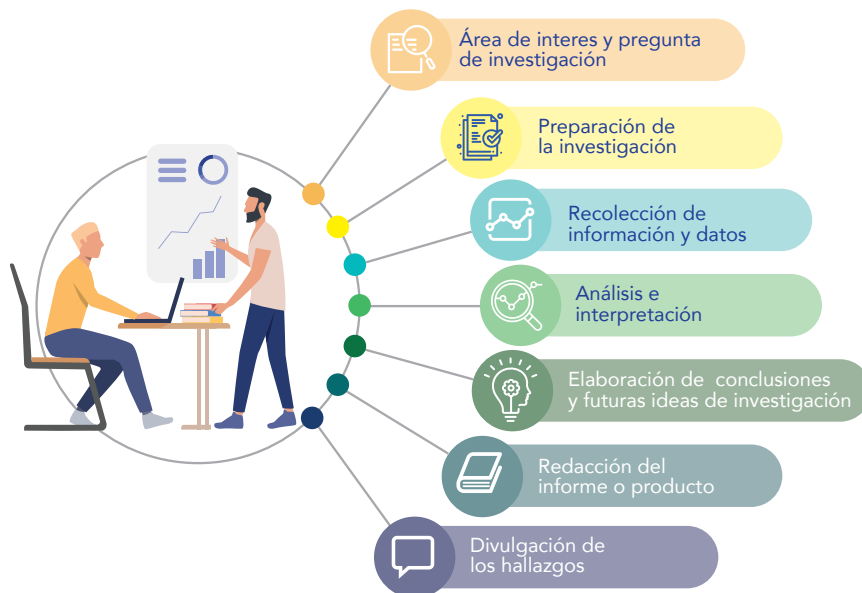 Área de interes y pregunta
de investigación
Preparación de
la investigación
Recolección de
información y datos
Análisis e
interpretación
Elaboración de  conclusiones
y futuras ideas de investigación
Redacción del
informe o producto
Divulgación de
los hallazgos